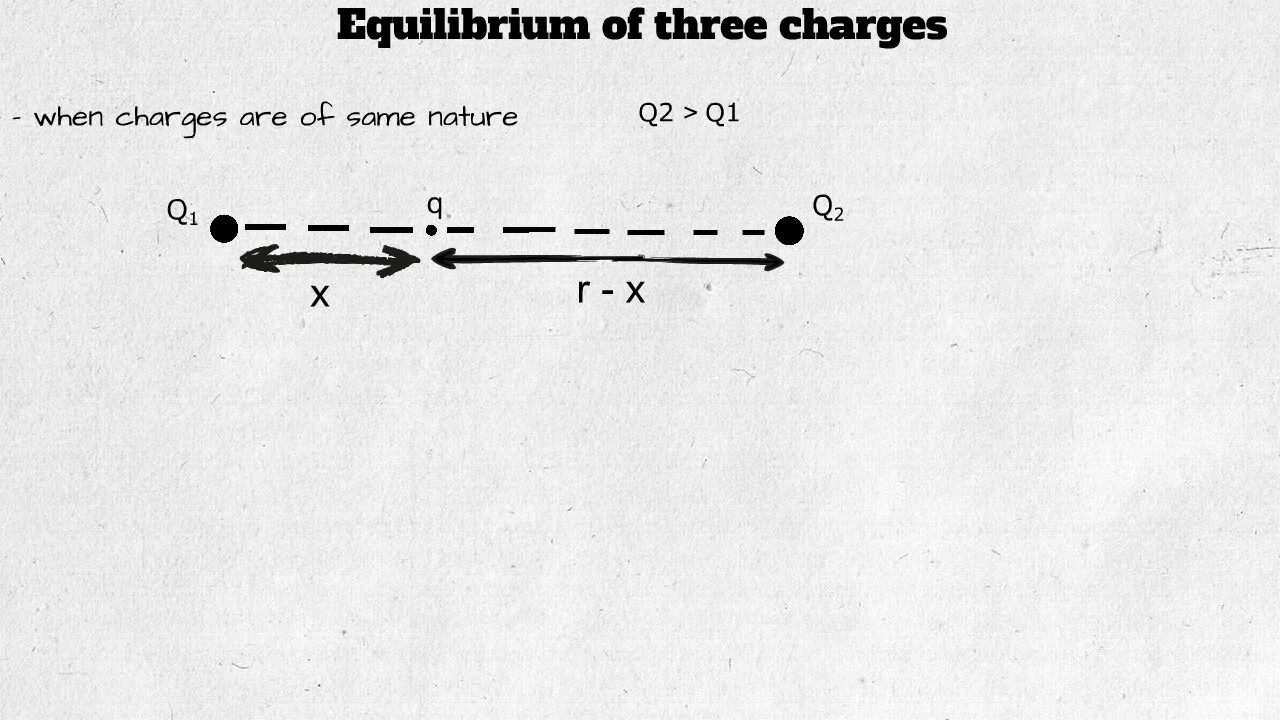 Equilibrium of three charges
- when charges are of same nature
Q2 > Q1
Q₁
q
Q₂
x
r - x